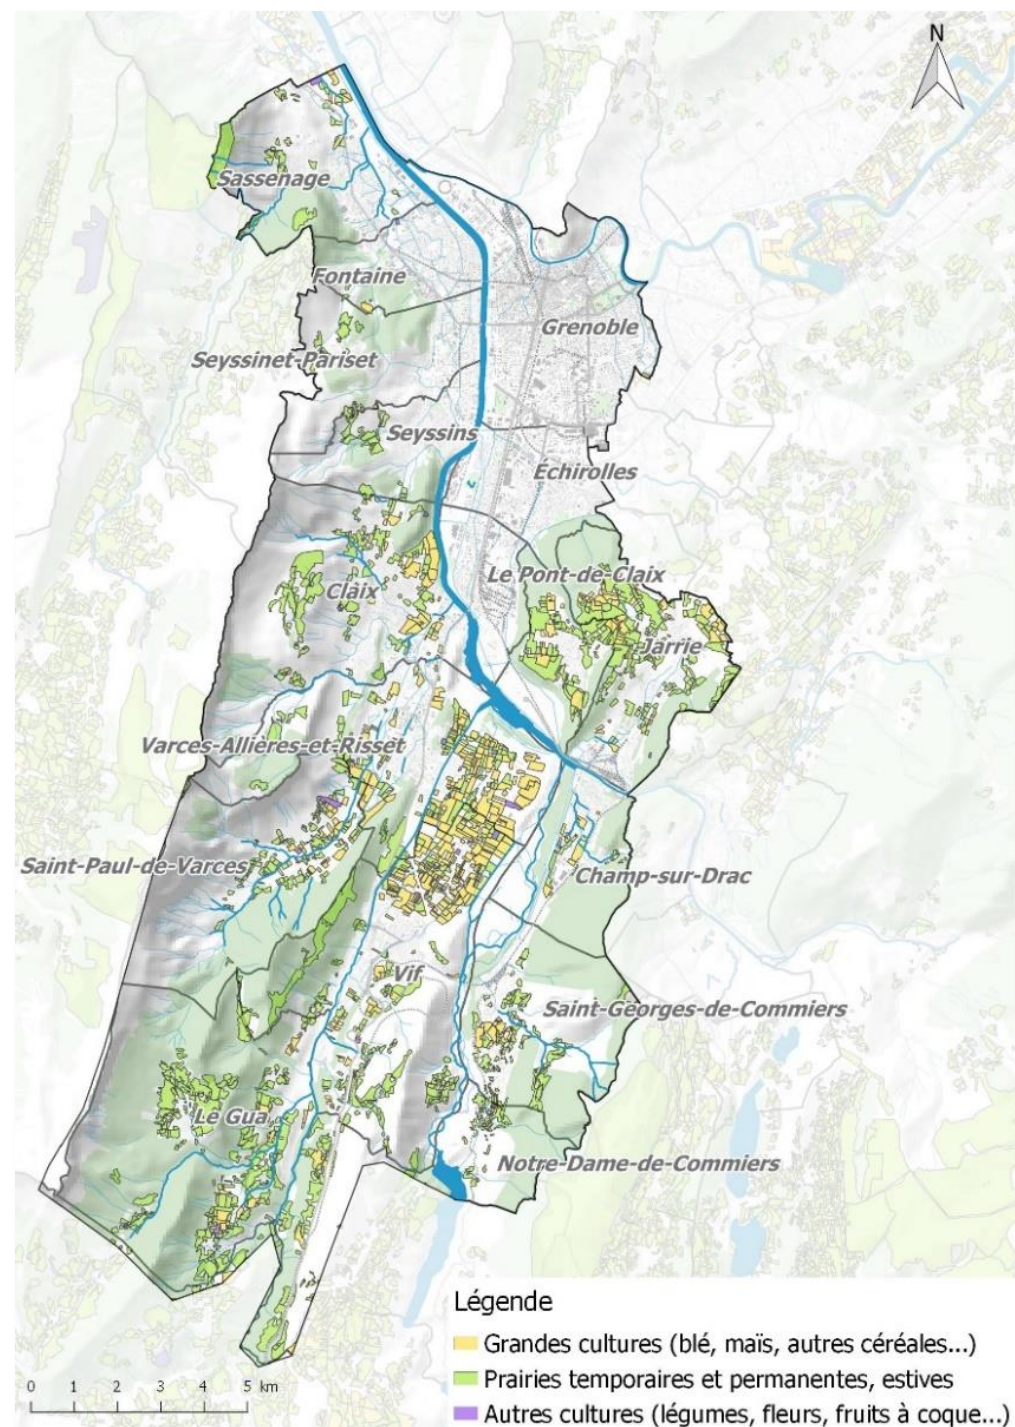 N
Sassenage
Fontaine
Grenoble
Seyssinet-Pariset
Seyssins
Echirolles
Le Pont-de-Claix
Claix
Jarrie
Varces-Allières-et-Risset
Saint-Paul-de-Varces
Champ-sur-Drac
Vif
Saint-Georges-de-Commiers
Le Gua
Notre-Dame-de-Commiers
Légende
Grandes cultures (blé, maïs, autres céréales...)
Prairies temporaires et permanentes, estives
Autres cultures (légumes, fleurs, fruits à coque...)
0 1 2 3 4 5 km